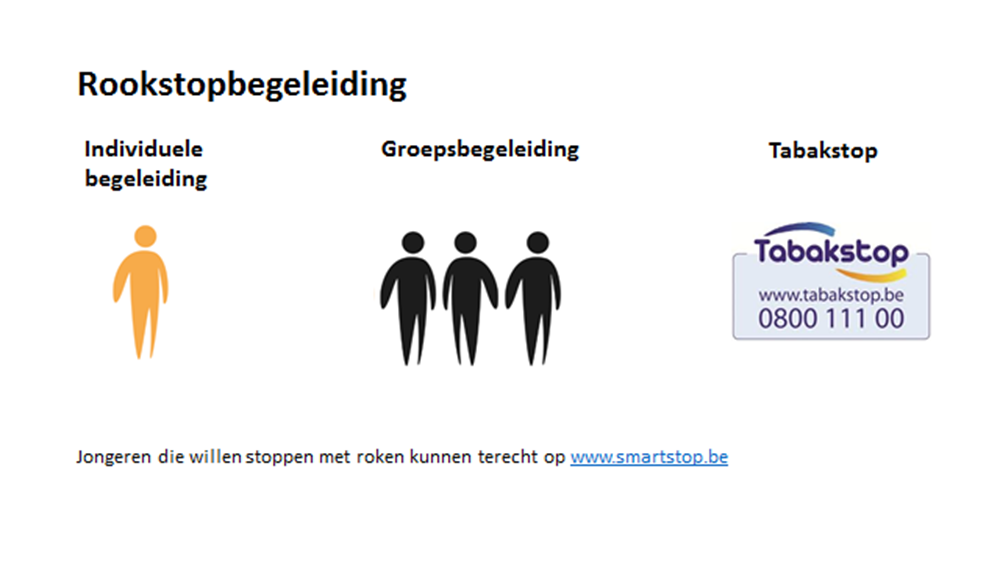 Rookstopbegeleiding
Individuele
begeleiding
Groepsbegeleiding
Tabakstop
Tabakstop
www.tabakstop.be
0800 111 00
Jongeren die willen stoppen met roken kunnen terecht op www.smartstop.be